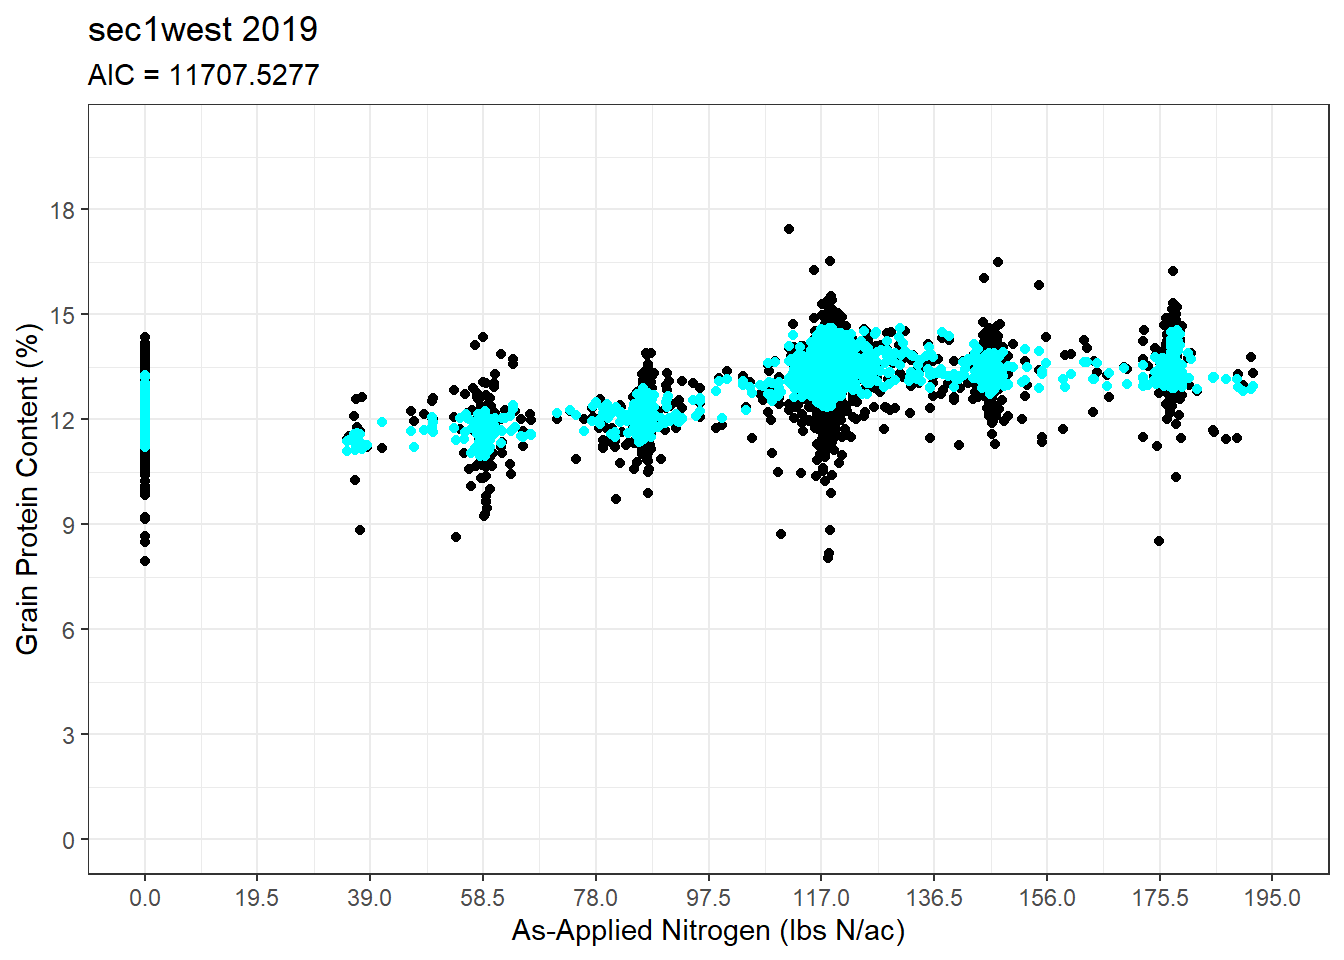 sec1west 2019
AIC = 11707.5277
Grain Protein Content (%)
18
15
12
9
6
3
0
0.0 19.5 39.0 58.5 78.0 97.5 117.0 136.5 156.0 175.5 195.0
As-Applied Nitrogen (lbs N/ac)